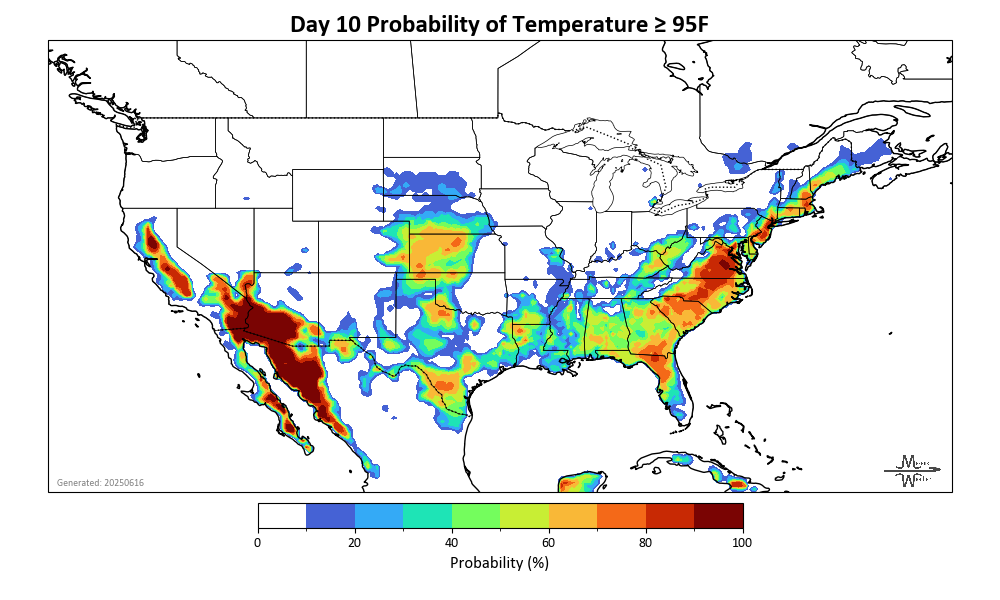 Day 10 Probability of Temperature ≥ 95F
Generated: 20250616
0 20 40 60 80 100
Probability (%)